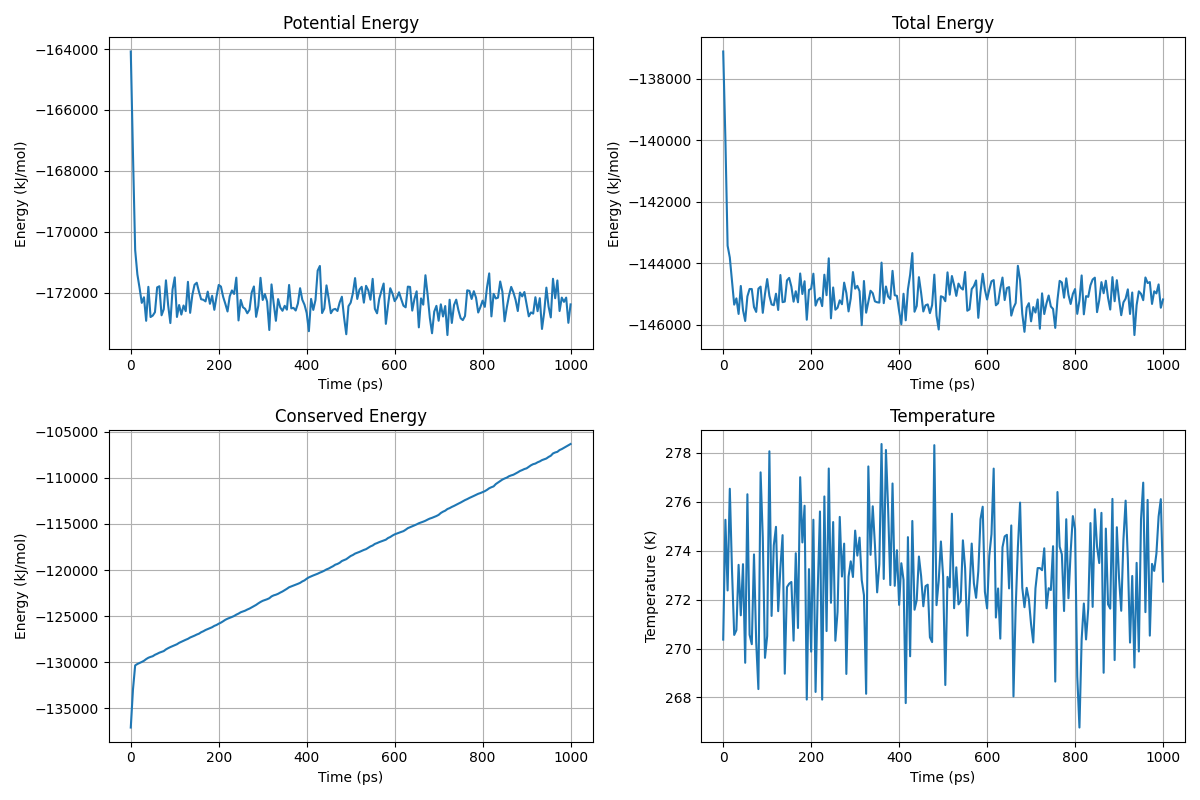 Potential Energy
Energy (kJ/mol)
−164000
−166000
−168000
−170000
−172000
0 200 400 600 800 1000
Time (ps)
Total Energy
Energy (kJ/mol)
−138000
−140000
−142000
−144000
−146000
0 200 400 600 800 1000
Time (ps)
Conserved Energy
Energy (kJ/mol)
−105000
−110000
−115000
−120000
−125000
−130000
−135000
0 200 400 600 800 1000
Time (ps)
Temperature
Temperature (K)
278
276
274
272
270
268
0 200 400 600 800 1000
Time (ps)